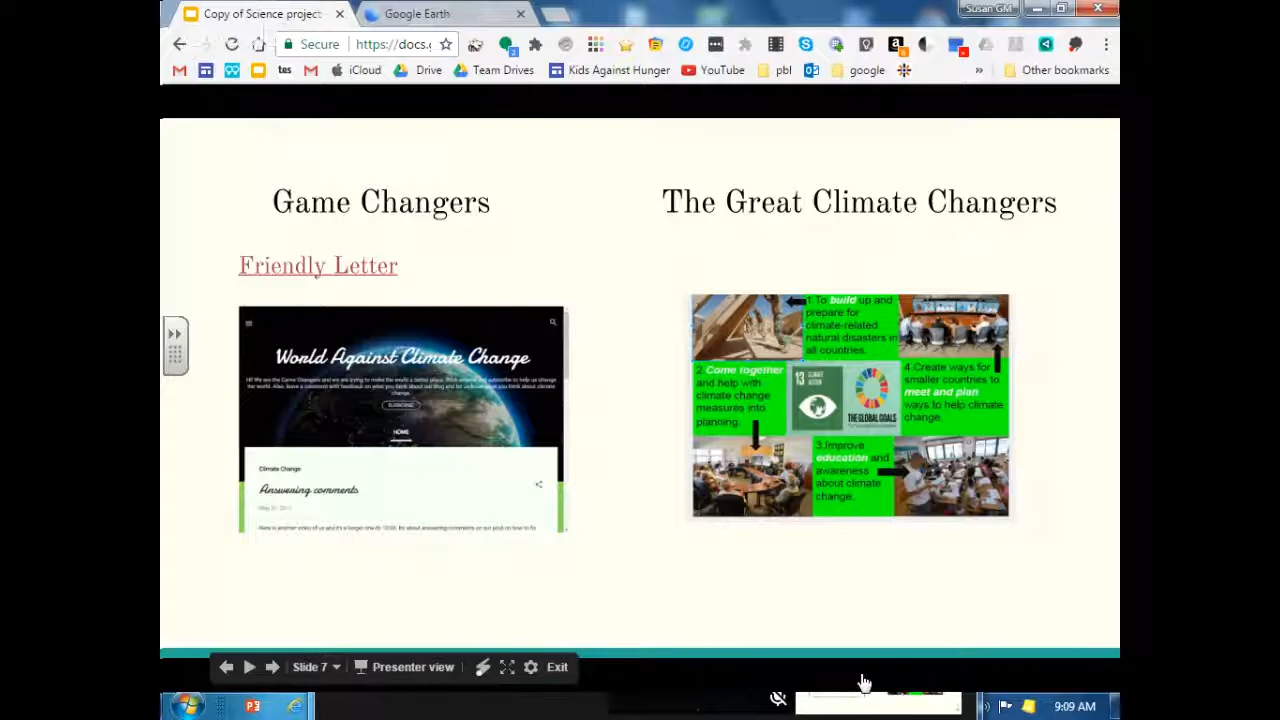 Copy of Science project
Google Earth
Susan GM
Secure
https://docs.g
Gmail
tes
iCloud
Drive
Team Drives
Kids Against Hunger
YouTube
pbl
google
»
Other bookmarks
Game Changers
Friendly Letter
World Against Climate Change
SUBSCRIBE
HOME
Climate Change
Answering comments
The Great Climate Changers
1.To build up and
prepare for
climate-related
natural disasters in
all countries.
2.Come together
and help with
climate change
measures into
planning.
13 CLIMATE
ACTION
THE GLOBAL GOALS
4.Create ways for
smaller countries to
meet and plan
ways to help climate
change.
3.Improve
education and
awareness
about climate
change.
Slide 7
Presenter view
Exit
9:09 AM